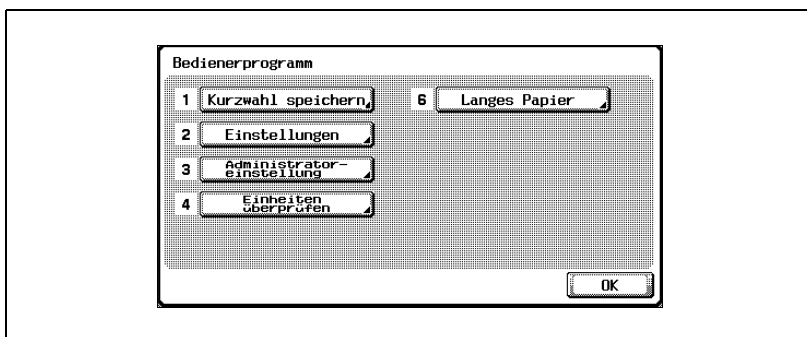 Bedienerprogramm
1 Kurzwahl speichern
2 Einstellungen
3 Administrator-
einstellung
4 Einheiten
überprüfen
6 Langes Papier
OK